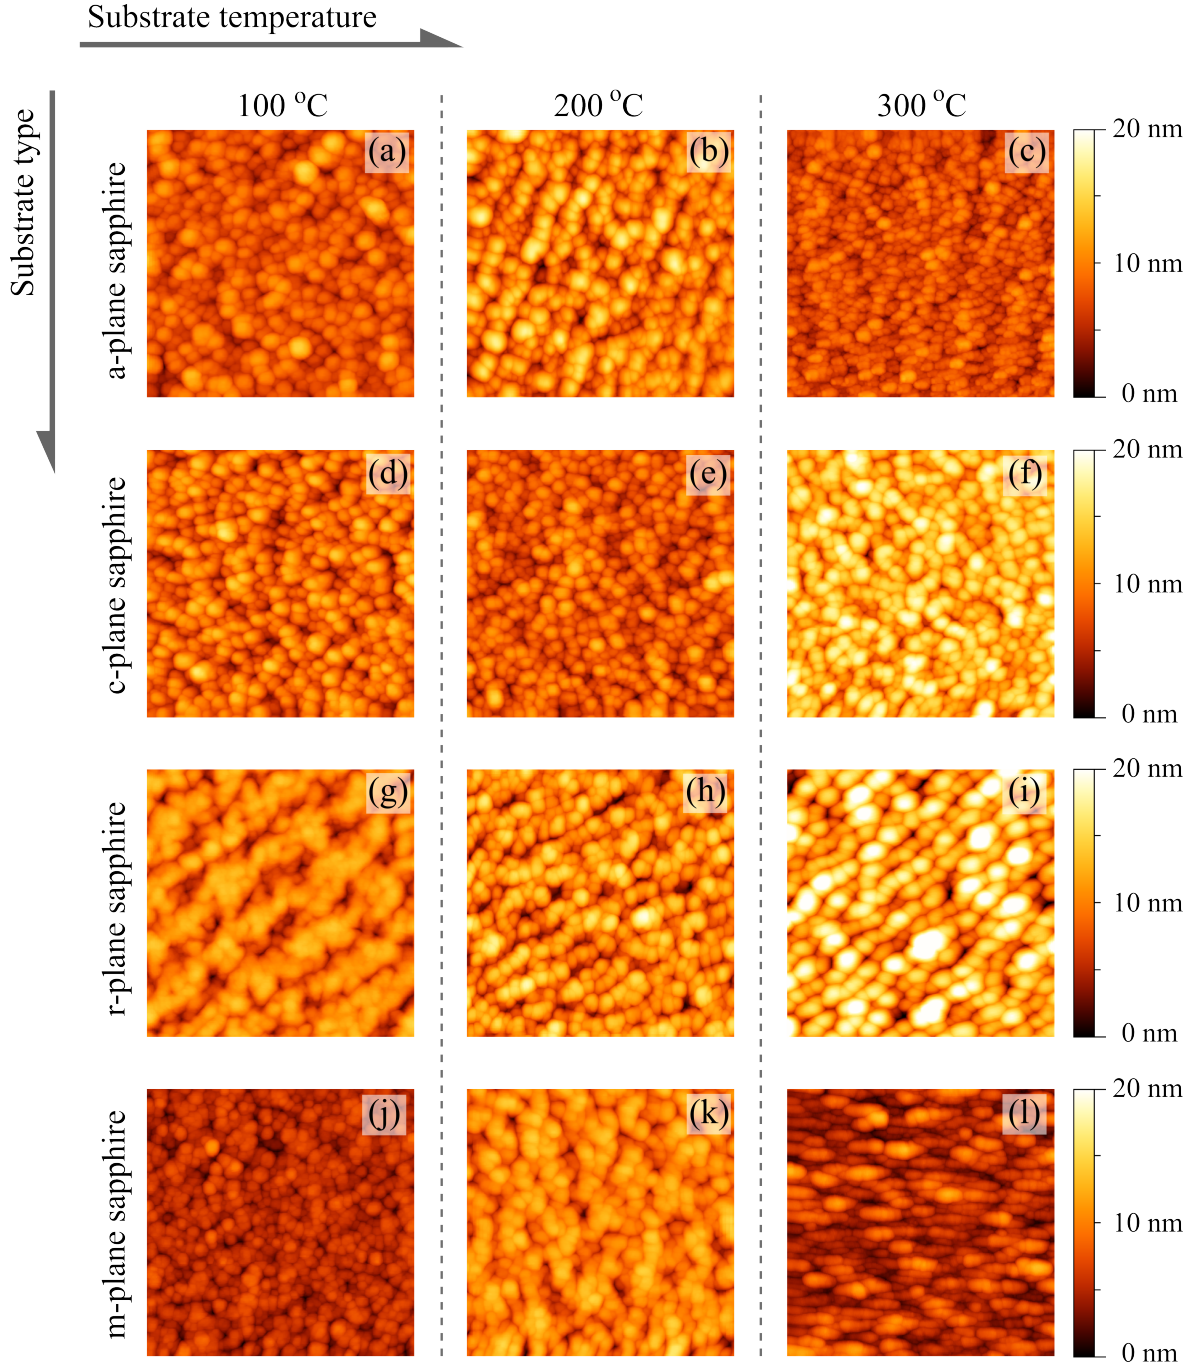 Substrate temperature
Substrate type
100 °C
200 °C
300 °C
a-plane sapphire
(a)
(b)
(c)
20 nm
10 nm
0 nm
c-plane sapphire
(d)
(e)
(f)
20 nm
10 nm
0 nm
r-plane sapphire
(g)
(h)
(i)
20 nm
10 nm
0 nm
m-plane sapphire
(j)
(k)
(l)
20 nm
10 nm
0 nm